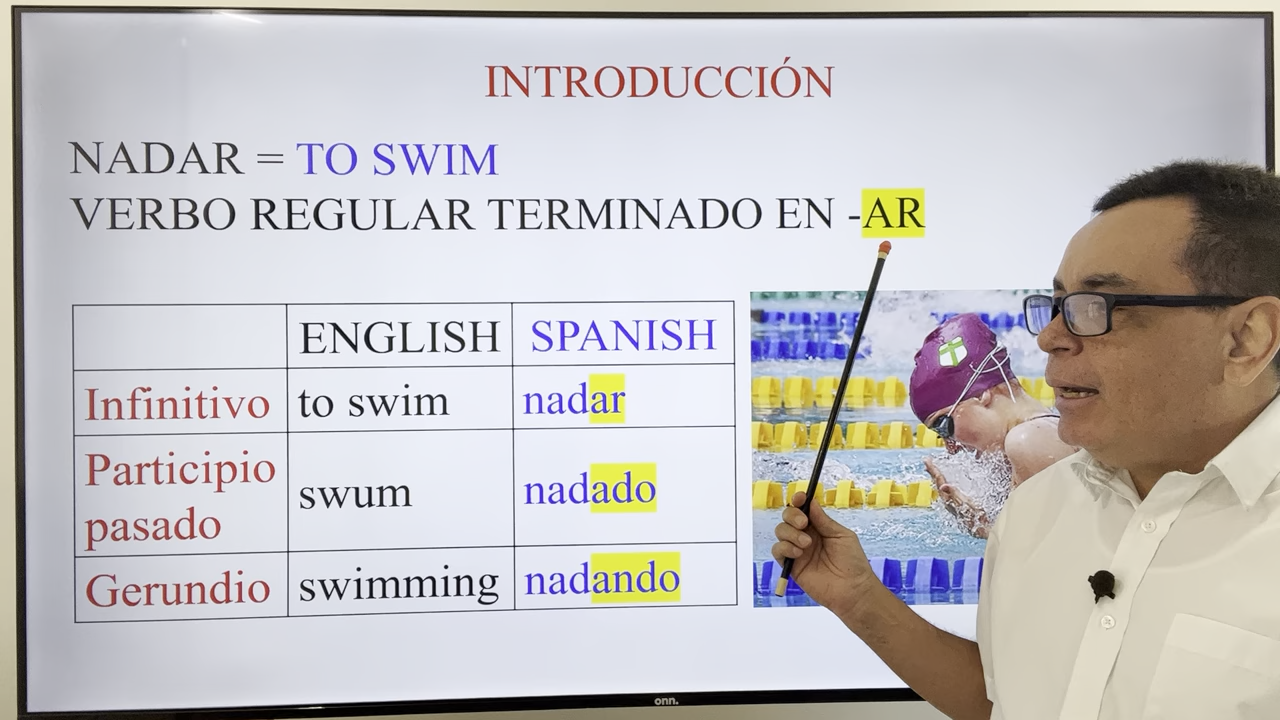 INTRODUCCIÓN
NADAR = TO SWIM
VERBO REGULAR TERMINADO EN -AR
ENGLISH SPANISH
Infinitivo to swim nadar
Participio pasado swum nadado
Gerundio swimming nadando
onn.